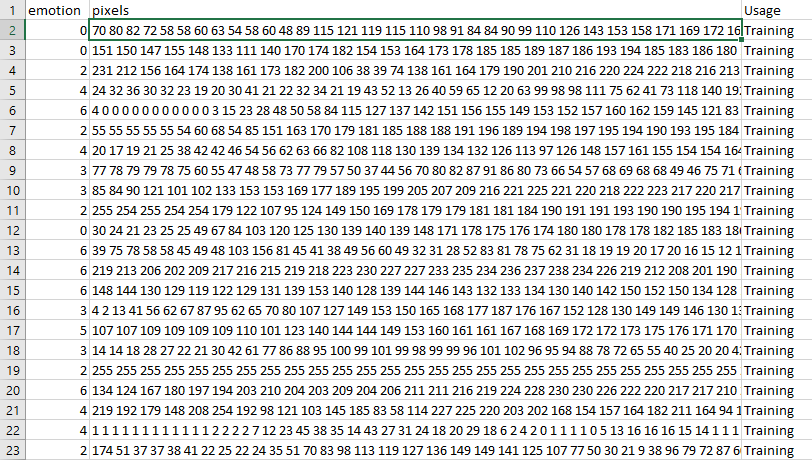 1 emotion pixels Usage
2 0 70 80 82 72 58 58 60 63 54 58 60 48 89 115 121 119 115 110 98 91 84 84 90 99 110 126 143 153 158 171 169 172 16 Training
3 0 151 150 147 155 148 133 111 140 170 174 182 154 153 164 173 178 185 185 189 187 186 193 194 185 183 186 180 Training
4 2 231 212 156 164 174 138 161 173 182 200 106 38 39 74 138 161 164 179 190 201 210 216 220 224 222 218 216 213 Training
5 4 24 32 36 30 32 23 19 20 30 41 21 22 32 34 21 19 43 52 13 26 40 59 65 12 20 63 99 98 98 111 75 62 41 73 118 140 19 Training
6 6 4 0 0 0 0 0 0 0 0 0 0 0 3 15 23 28 48 50 58 84 115 127 137 142 151 156 155 149 153 152 157 160 162 159 145 121 83 Training
7 2 55 55 55 55 55 54 60 68 54 85 151 163 170 179 181 185 188 188 191 196 189 194 198 197 195 194 190 193 195 184 Training
8 4 20 17 19 21 25 38 42 42 46 54 56 62 63 66 82 108 118 130 139 134 132 126 113 97 126 148 157 161 155 154 154 164 Training
9 3 77 78 79 79 78 75 60 55 47 48 58 73 77 79 57 50 37 44 56 70 80 82 87 91 86 80 73 66 54 57 68 69 68 68 49 46 75 71 Training
10 3 85 84 90 121 101 102 133 153 153 169 177 189 195 199 205 207 209 216 221 225 221 220 218 222 223 217 220 217 Training
11 2 255 254 255 254 254 179 122 107 95 124 149 150 169 178 179 179 181 181 184 190 191 191 193 190 190 195 194 1 Training
12 0 30 24 21 23 25 25 49 67 84 103 120 125 130 139 140 139 148 171 178 175 176 174 180 180 178 178 182 185 183 18 Training
13 6 39 75 78 58 58 45 49 48 103 156 81 45 41 38 49 56 60 49 32 31 28 52 83 81 78 75 62 31 18 19 19 20 17 20 16 15 12 1 Training
14 6 219 213 206 202 209 217 216 215 219 218 223 230 227 227 233 235 234 236 237 238 234 226 219 212 208 201 190 Training
15 6 148 144 130 129 119 122 129 131 139 153 140 128 139 144 146 143 132 133 134 130 140 142 150 152 150 134 128 Training
16 3 4 2 13 41 56 62 67 87 95 62 65 70 80 107 127 149 153 150 165 168 177 187 176 167 152 128 130 149 149 146 130 13 Training
17 5 107 107 109 109 109 109 110 101 123 140 144 144 149 153 160 161 161 167 168 169 172 172 173 175 176 171 170 Training
18 3 14 14 18 28 27 22 21 30 42 61 77 86 88 95 100 99 101 99 98 99 99 96 101 102 96 95 94 88 78 72 65 55 40 25 20 20 4 Training
19 2 255 255 255 255 255 255 255 255 255 255 255 255 255 255 255 255 255 255 255 255 255 255 255 255 255 255 255 Training
20 6 134 124 167 180 197 194 203 210 204 203 209 204 206 211 211 216 219 224 228 230 230 226 222 220 217 217 210 Training
21 4 219 192 179 148 208 254 192 98 121 103 145 185 83 58 114 227 225 220 203 202 168 154 157 164 182 211 164 94 1 Training
22 4 1 1 1 1 1 1 1 1 1 1 1 1 2 2 2 7 12 23 45 38 35 14 43 27 31 24 18 20 29 18 6 2 4 2 0 1 1 1 1 0 5 13 16 16 16 15 14 1 1 1 Training
23 2 174 51 37 37 38 41 22 25 22 24 35 51 70 83 98 113 119 127 136 149 149 141 125 107 77 50 30 21 9 38 96 79 72 87 6 Training